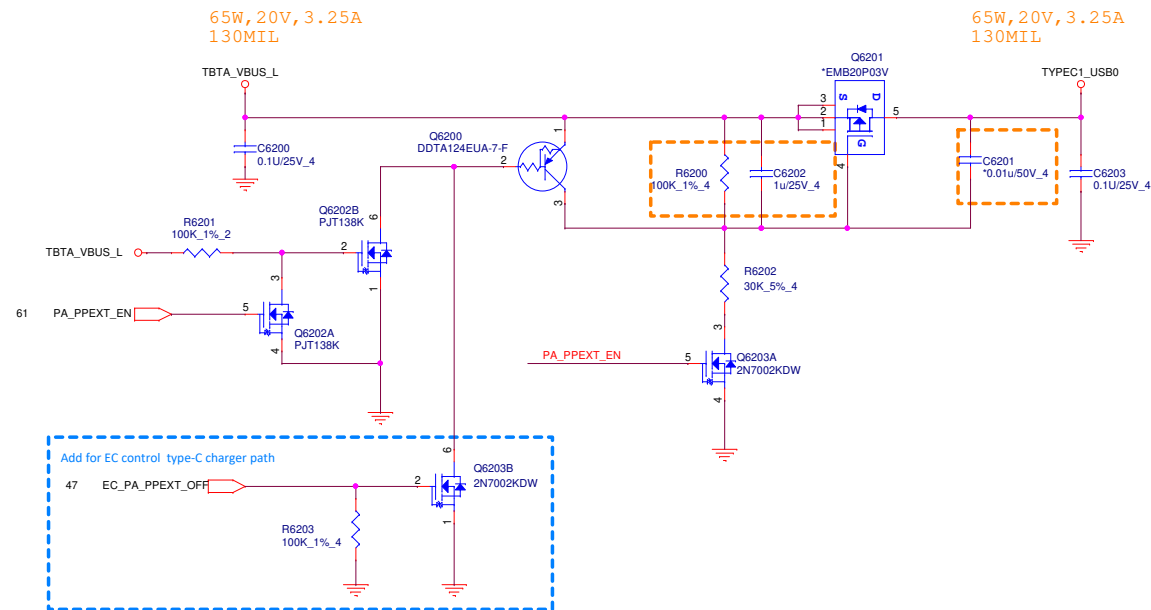 65W,20V,3.25A
130MIL
65W,20V,3.25A
130MIL
TBTA_VBUS_L
Q6201
*EMB20P03V
TYPEC1_USB0
3
2
1
S
D
G
5
4
C6200
0.1U/25V_4
Q6200
DDTA124EUA-7-F
1
2
3
R6200
100K_1%_4
C6202
1u/25V_4
C6201
*0.01u/50V_4
C6203
0.1U/25V_4
Q6202B
PJT138K
6
2
1
R6201
100K_1%_2
TBTA_VBUS_L
61
PA_PPEXT_EN
3
5
4
Q6202A
PJT138K
R6202
30K_5%_4
PA_PPEXT_EN
3
5
4
Q6203A
2N7002KDW
Add for EC control type-C charger path
47
EC_PA_PPEXT_OFF
6
2
1
Q6203B
2N7002KDW
R6203
100K_1%_4